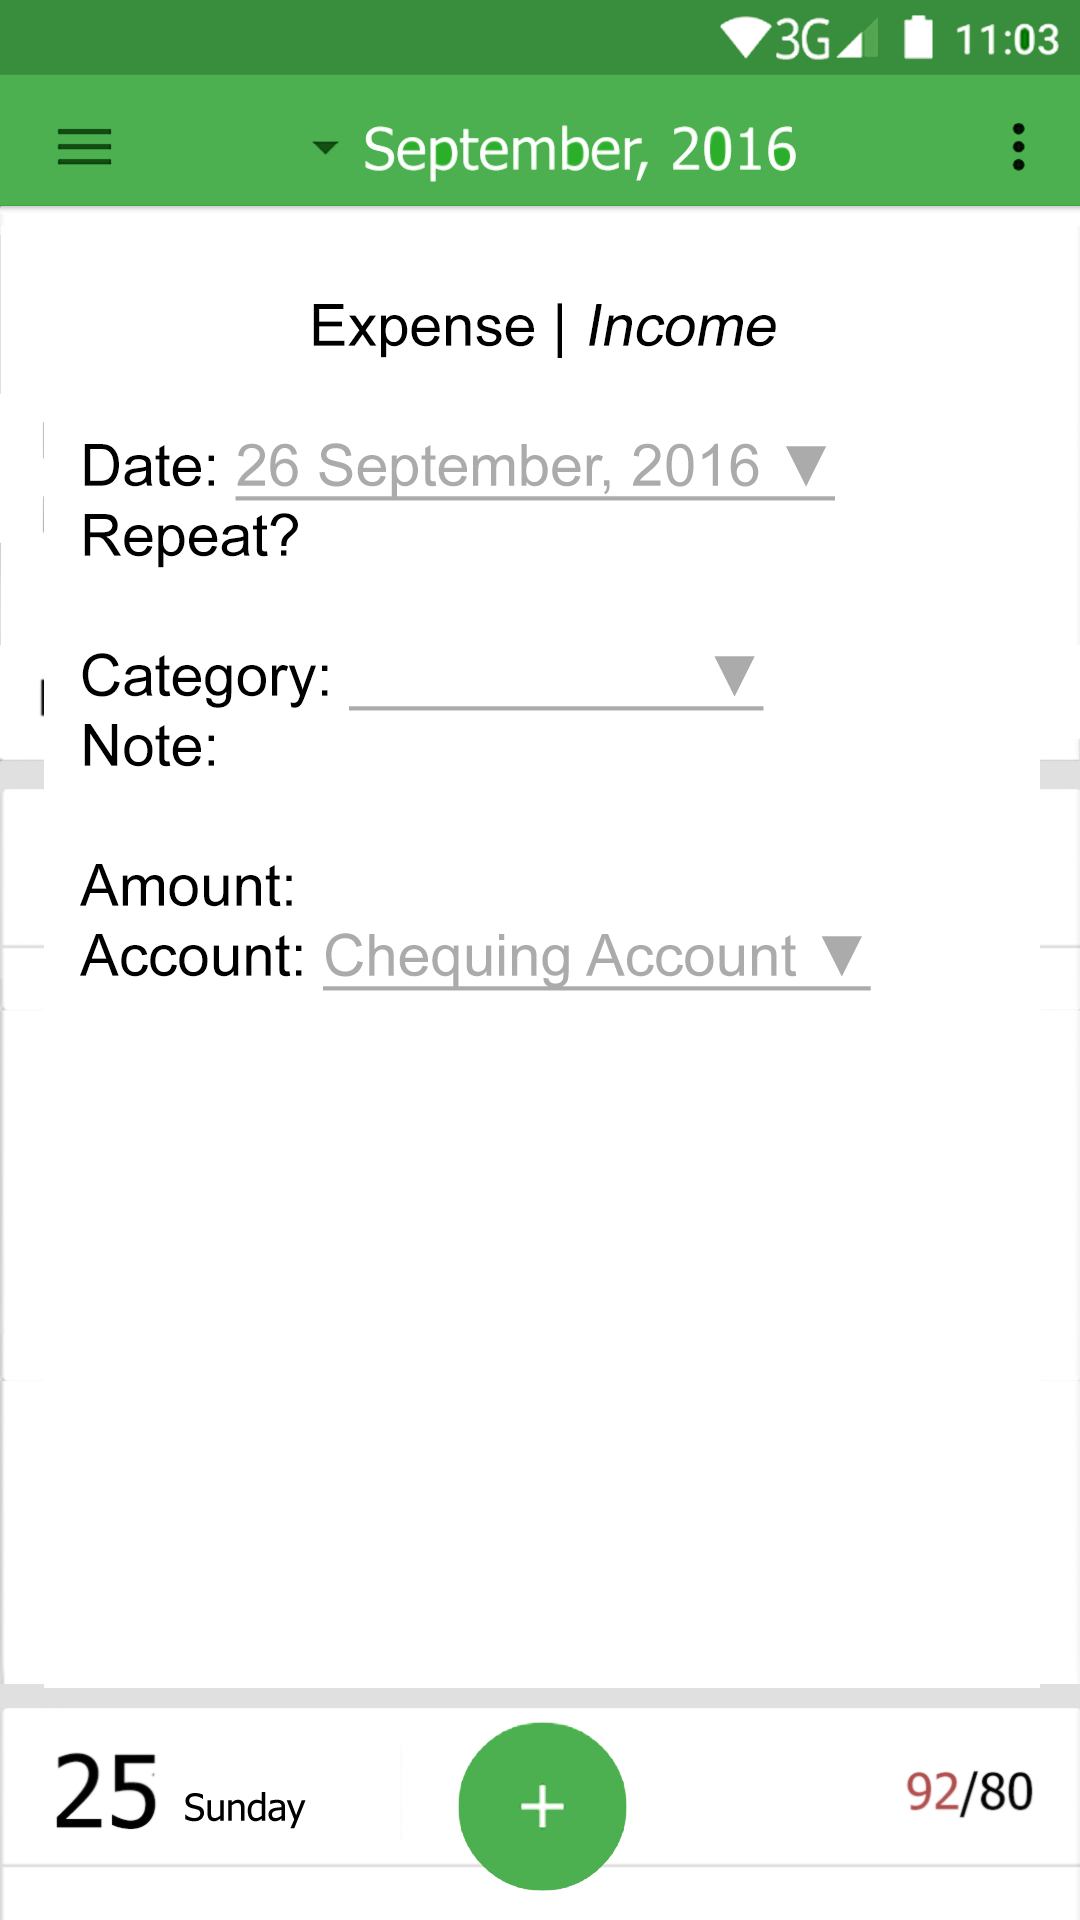 3G 11:03
September, 2016
Expense | Income
Date: 26 September, 2016 ▼
Repeat?
Category: ▼
Note:
Amount:
Account: Chequing Account ▼
25 Sunday 92/80